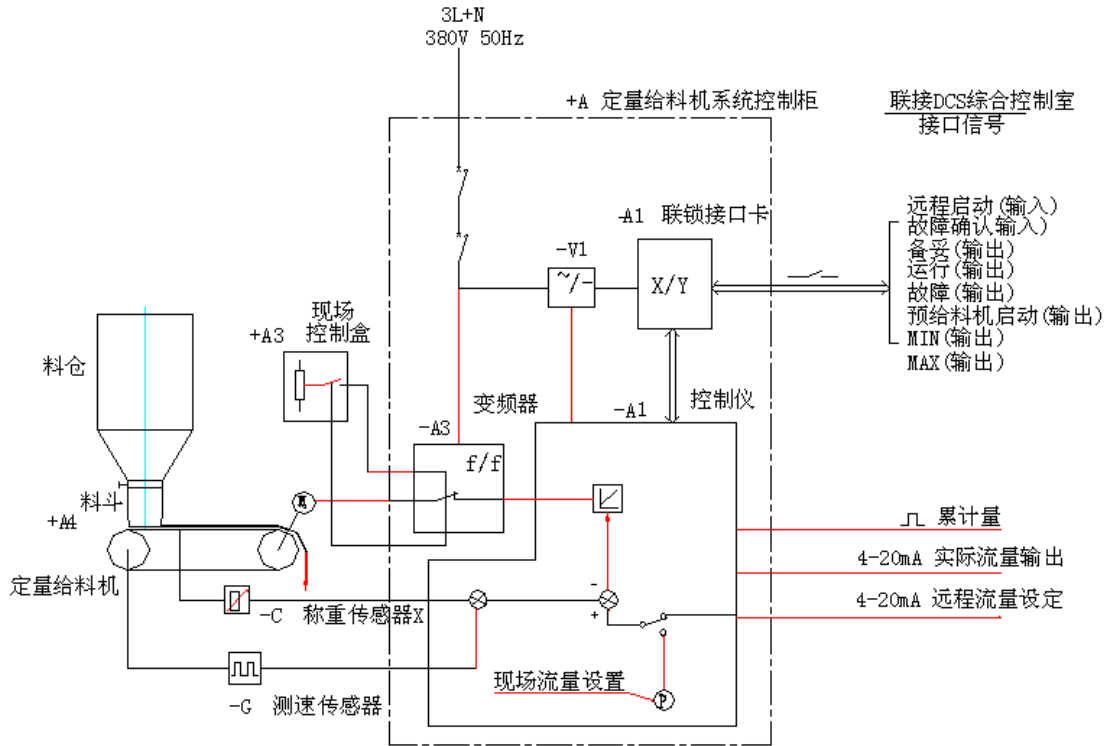 3L+N
380V 50Hz
+A 定量给料机系统控制柜
联接DCS综合控制室
接口信号
-A1 联锁接口卡
远程启动(输入)
故障确认输入)
备妥(输出)
运行(输出)
故障(输出)
预给料机启动(输出)
MIN(输出)
MAX(输出)
-V1
~/-
X/Y
现场
控制盒
+A3
料仓
变频器
-A3
f/f
-A1
控制仪
料斗
+A4
M
定量给料机
-C 称重传感器X
-
+
累计量
4-20mA 实际流量输出
4-20mA 远程流量设定
现场流量设置
P
-G 测速传感器